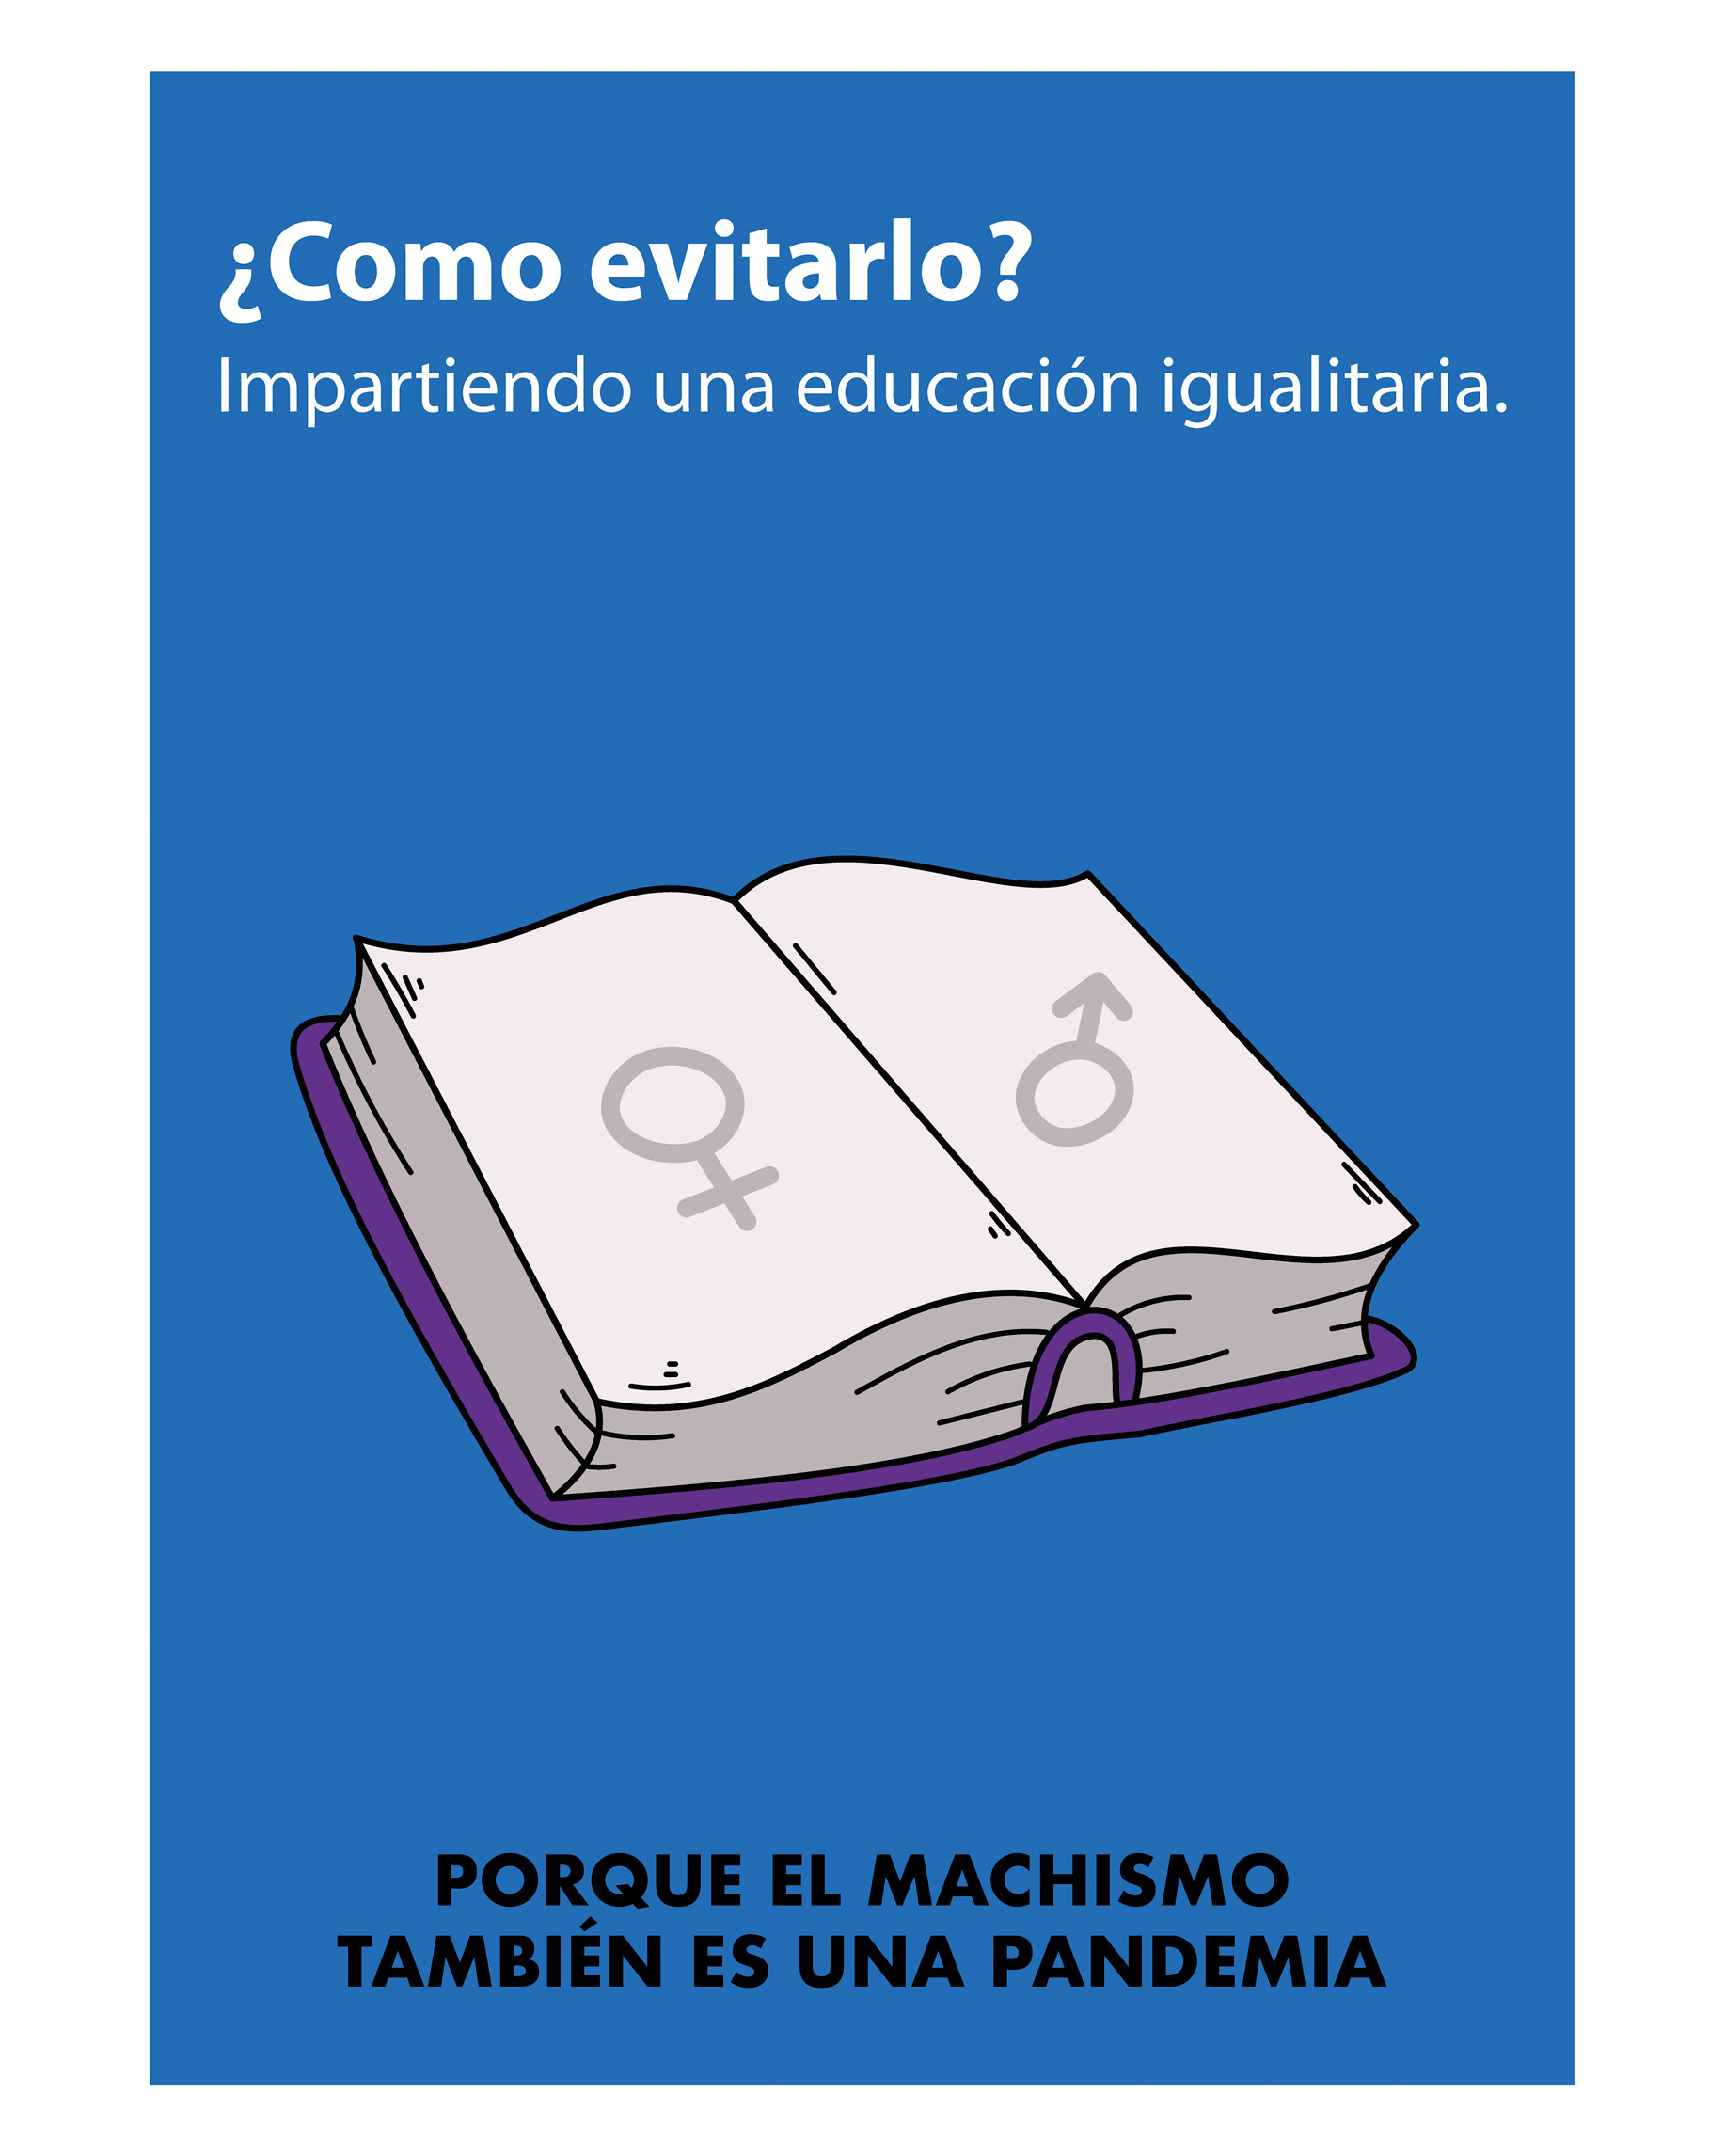 ¿Como evitarlo?
Impartiendo una educación igualitaria.
PORQUE EL MACHISMO
TAMBIÉN ES UNA PANDEMIA